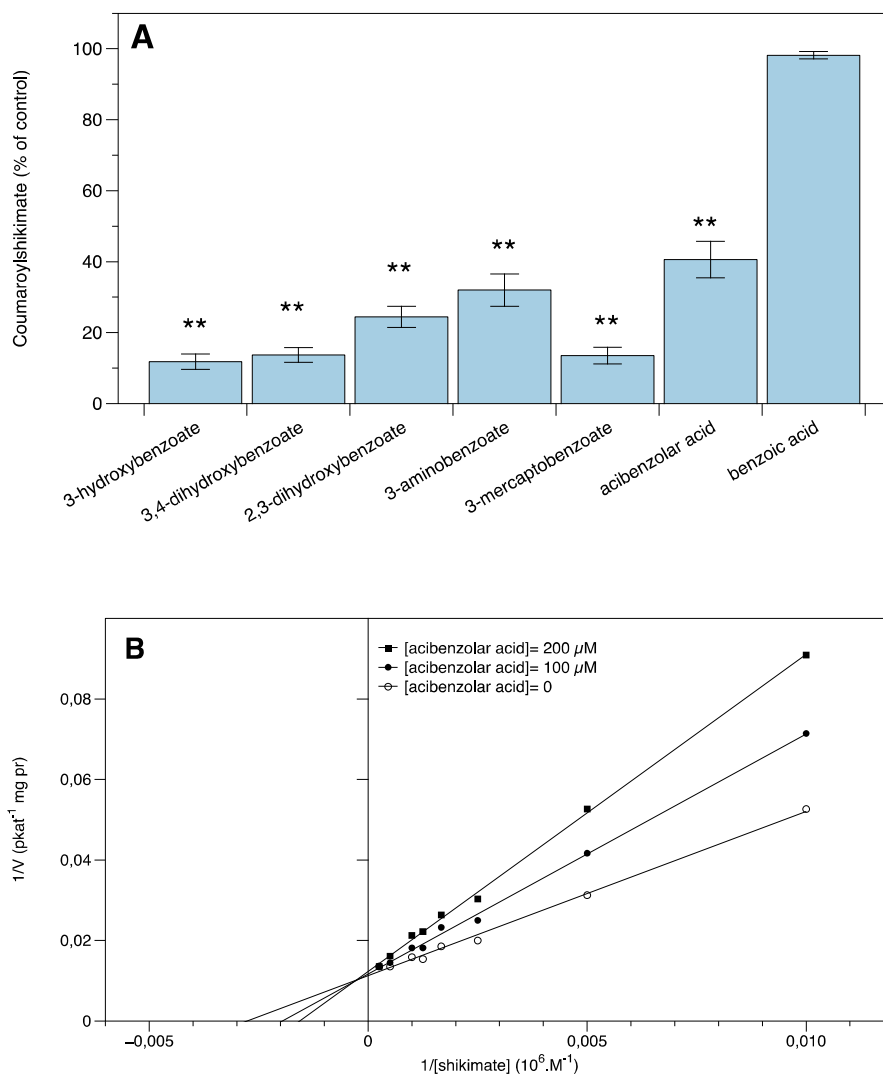 A
Coumaroylshikimate (% of control)
100
80
60
40
20
0
** ** ** ** ** **
3-hydroxybenzoate
3,4-dihydroxybenzoate
2,3-dihydroxybenzoate
3-aminobenzoate
3-mercaptobenzoate
acibenzolar acid
benzoic acid
B
[acibenzolar acid]= 200 µM
[acibenzolar acid]= 100 µM
[acibenzolar acid]= 0
1/V (pkat⁻¹ mg pr)
0,08
0,06
0,04
0,02
0
−0,005 0 0,005 0,010
1/[shikimate] (10⁶.M⁻¹)